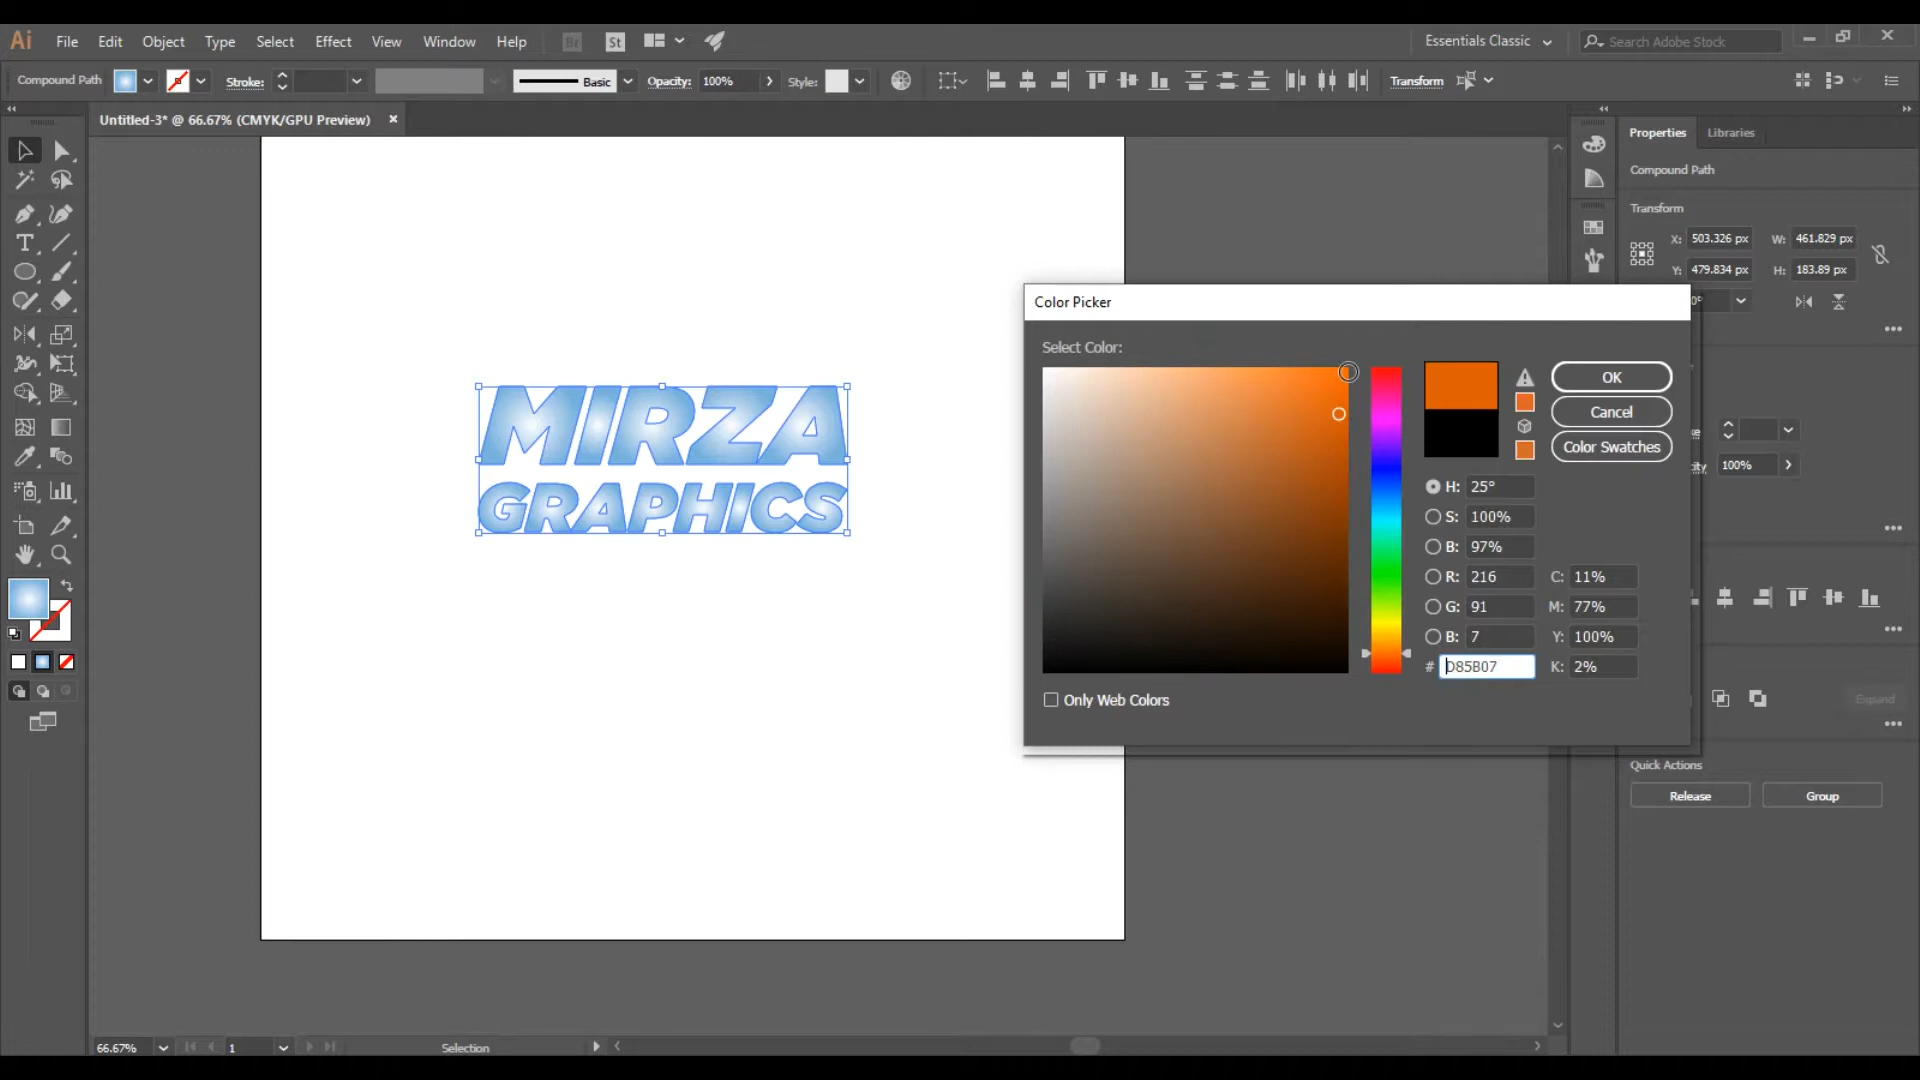 Ai File Edit Object Type Select Effect View Window Help Br St Essentials Classic Search Adobe Stock
Compound Path Stroke: Basic Opacity: 100% Style: Transform
Untitled-3* @ 66.67% (CMYK/GPU Preview)
Properties Libraries
Compound Path
Transform
X: 503.326 px W: 461.829 px
Y: 479.834 px H: 183.89 px
0°
MIRZA
GRAPHICS
Color Picker
Select Color:
OK
Cancel
Color Swatches
H: 25°
S: 100%
B: 97%
R: 216 C: 11%
G: 91 M: 77%
B: 7 Y: 100%
# D85B07 K: 2%
Only Web Colors
100%
Expand
Quick Actions
Release Group
66.67% 1 Selection